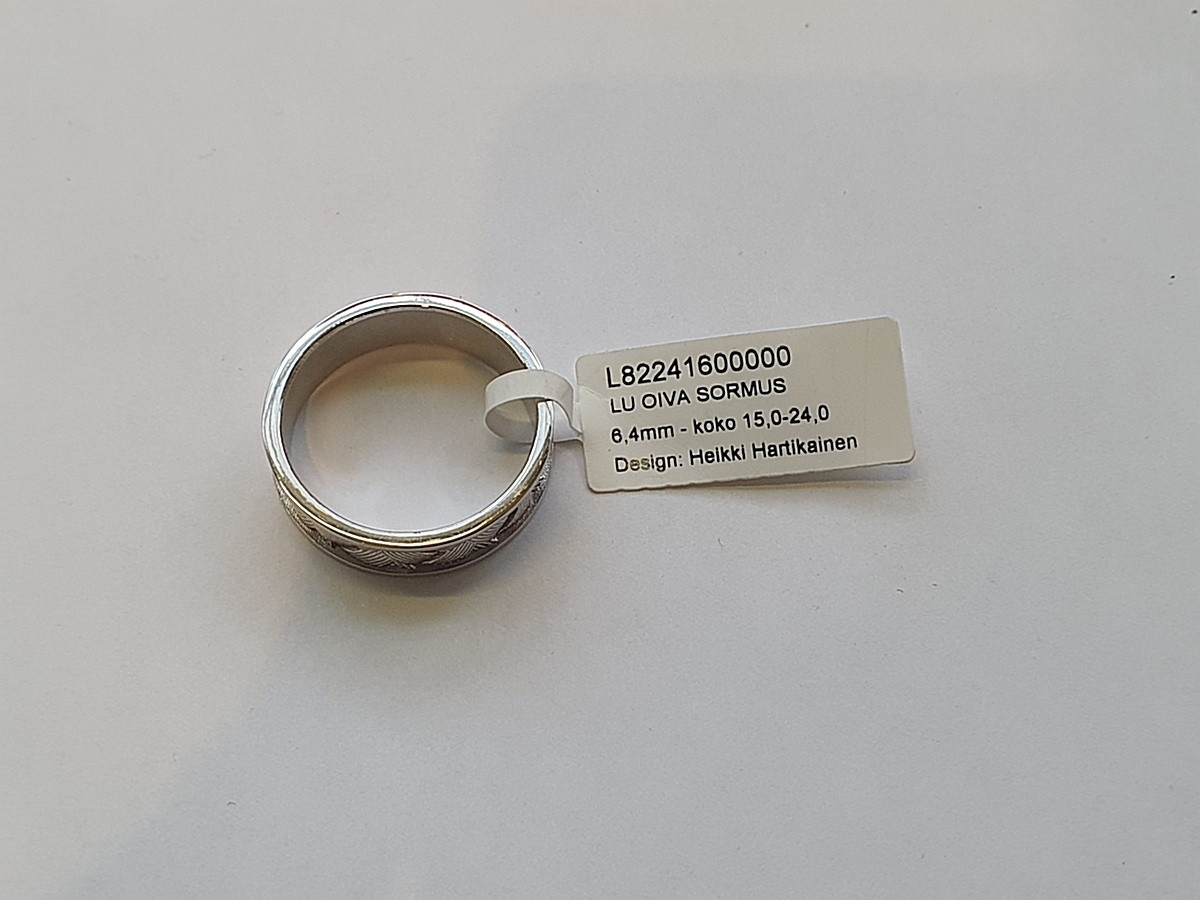 L82241600000
LU OIVA SORMUS
6,4mm - koko 15,0-24,0
Design: Heikki Hartikainen